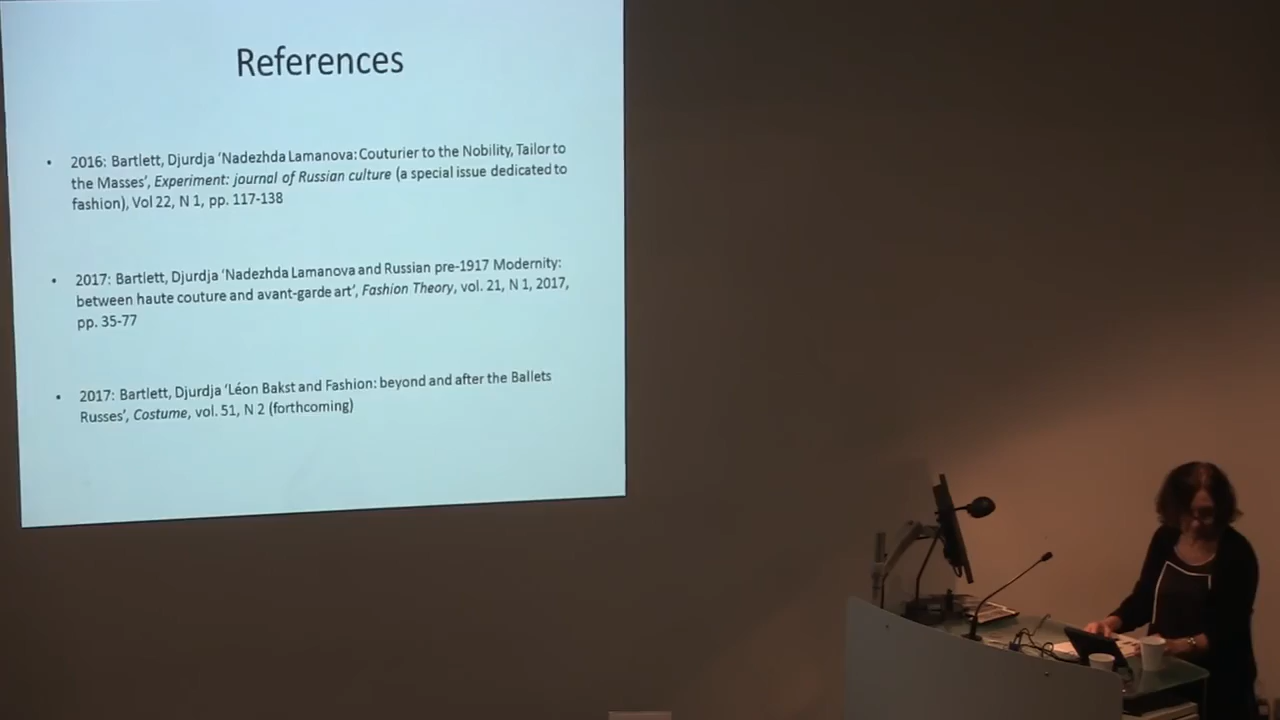 References
• 2016: Bartlett, Djurdja ‘Nadezhda Lamanova: Couturier to the Nobility, Tailor to
the Masses’, Experiment: journal of Russian culture (a special issue dedicated to
fashion), Vol 22, N 1, pp. 117-138
• 2017: Bartlett, Djurdja ‘Nadezhda Lamanova and Russian pre-1917 Modernity:
between haute couture and avant-garde art’, Fashion Theory, vol. 21, N 1, 2017,
pp. 35-77
• 2017: Bartlett, Djurdja ‘Léon Bakst and Fashion: beyond and after the Ballets
Russes’, Costume, vol. 51, N 2 (forthcoming)